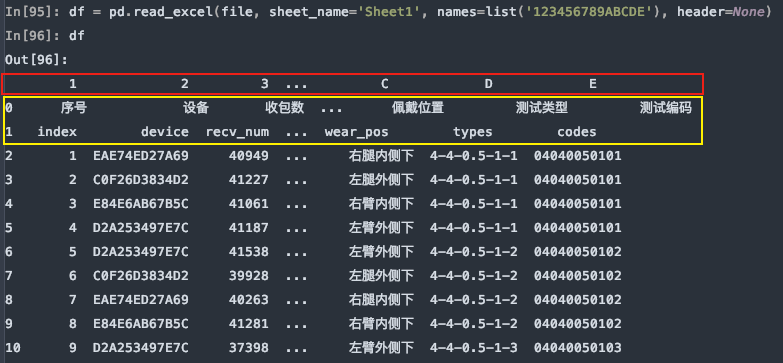 In[95]: df = pd.read_excel(file, sheet_name='Sheet1', names=list('123456789ABCDE'), header=None)
In[96]: df
Out[96]:
1 2 3 ... C D E
0 序号 设备 收包数 ... 佩戴位置 测试类型 测试编码
1 index device recv_num ... wear_pos types codes
2 1 EAE74ED27A69 40949 ... 右腿内侧下 4-4-0.5-1-1 04040050101
3 2 C0F26D3834D2 41227 ... 左腿外侧下 4-4-0.5-1-1 04040050101
4 3 E84E6AB67B5C 41061 ... 右臂内侧下 4-4-0.5-1-1 04040050101
5 4 D2A253497E7C 41187 ... 左臂外侧下 4-4-0.5-1-1 04040050101
6 5 D2A253497E7C 41538 ... 左臂外侧下 4-4-0.5-1-2 04040050102
7 6 C0F26D3834D2 39928 ... 左腿外侧下 4-4-0.5-1-2 04040050102
8 7 EAE74ED27A69 40263 ... 右腿内侧下 4-4-0.5-1-2 04040050102
9 8 E84E6AB67B5C 41281 ... 右臂内侧下 4-4-0.5-1-2 04040050102
10 9 D2A253497E7C 37398 ... 左臂外侧下 4-4-0.5-1-3 04040050103